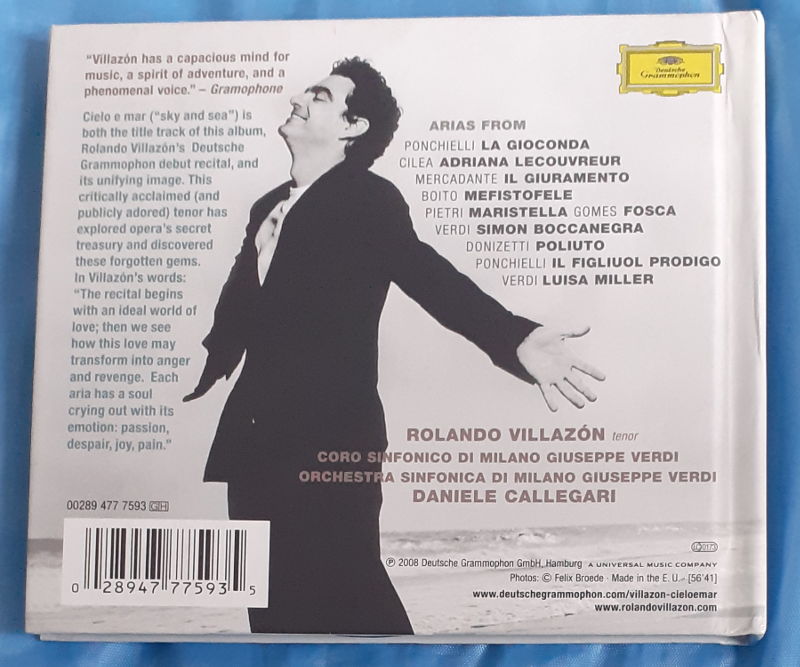 “Villazón has a capacious mind for
music, a spirit of adventure, and a
phenomenal voice.” – Gramophone
Cielo e mar (“sky and sea”) is
both the title track of this album,
Rolando Villazón’s Deutsche
Grammophon debut recital, and
its unifying image. This
critically acclaimed (and
publicly adored) tenor has
explored opera’s secret
treasury and discovered
these forgotten gems.
In Villazón’s words:
“The recital begins
with an ideal world of
love; then we see
how this love may
transform into anger
and revenge. Each
aria has a soul
crying out with its
emotion: passion,
despair, joy, pain.”
Deutsche
Grammophon
ARIAS FROM
PONCHIELLI LA GIOCONDA
CILEA ADRIANA LECOUVREUR
MERCADANTE IL GIURAMENTO
BOITO MEFISTOFELE
PIETRI MARISTELLA GOMES FOSCA
VERDI SIMON BOCCANEGRA
DONIZETTI POLIUTO
PONCHIELLI IL FIGLIUOL PRODIGO
VERDI LUISA MILLER
ROLANDO VILLAZÓN tenor
CORO SINFONICO DI MILANO GIUSEPPE VERDI
ORCHESTRA SINFONICA DI MILANO GIUSEPPE VERDI
DANIELE CALLEGARI
00289 477 7593 GH
0 28947 77593 5
℗ 2008 Deutsche Grammophon GmbH, Hamburg · A UNIVERSAL MUSIC COMPANY
Photos: © Felix Broede · Made in the E. U. – [56'41]
www.deutschegrammophon.com/villazon-cieloemar
www.rolandovillazon.com